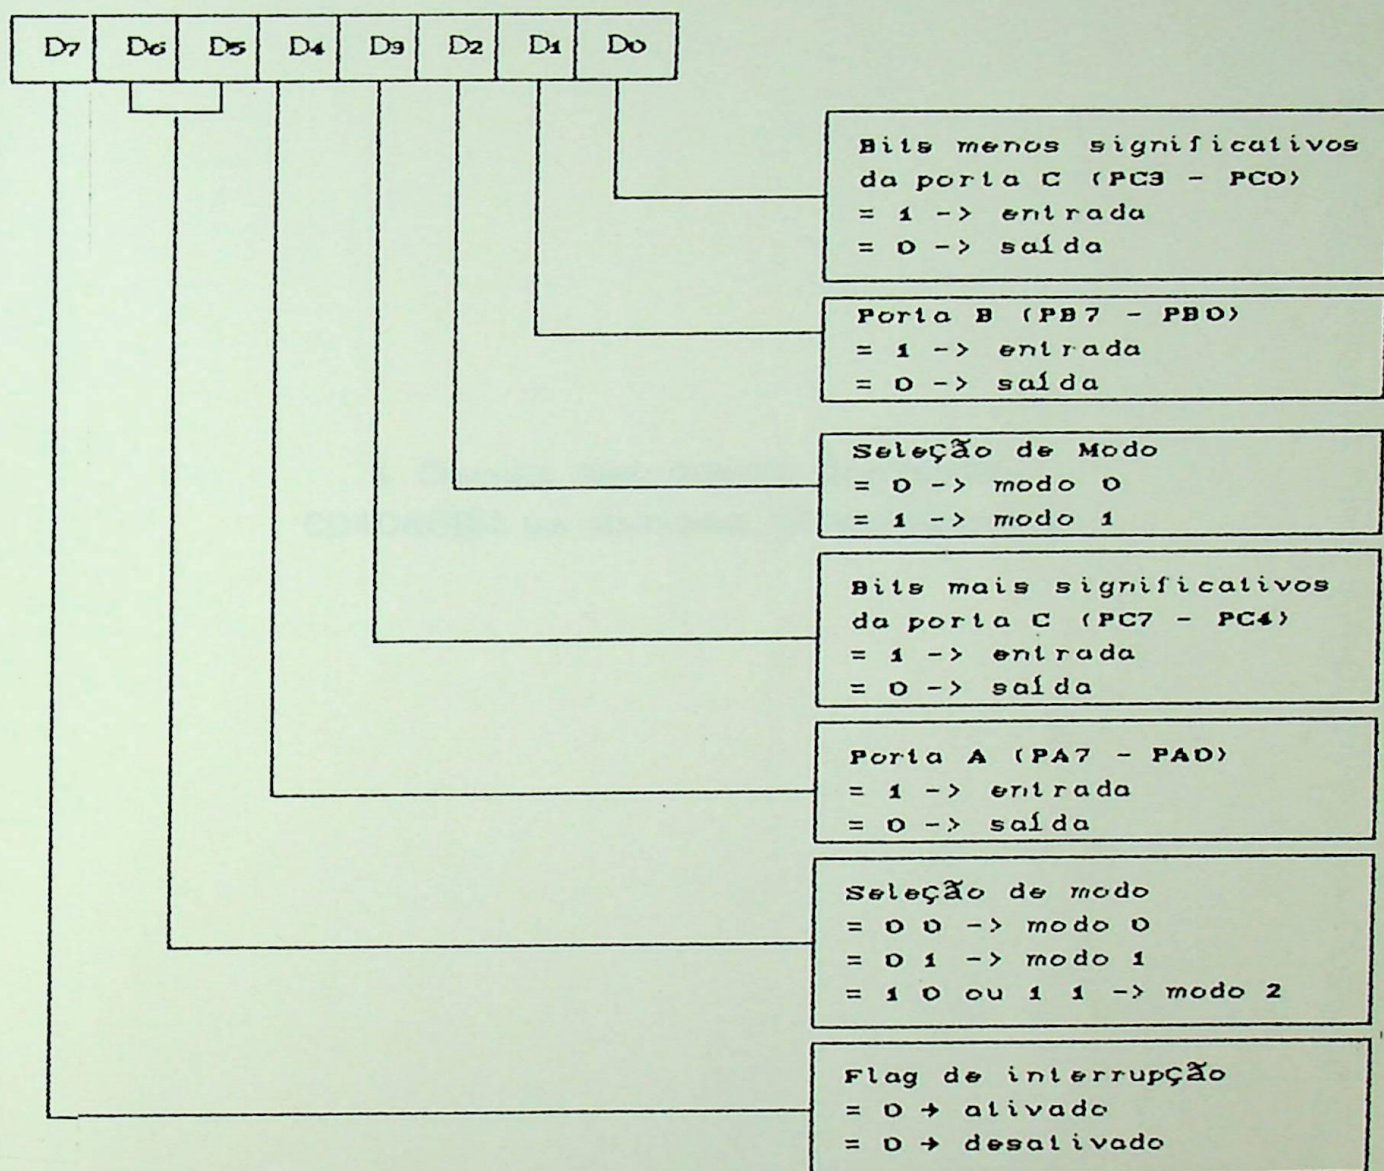 D7 D6 D5 D4 D3 D2 D1 D0
Bits menos significativos
da porta C (PC3 - PC0)
= 1 -> entrada
= 0 -> saída
Porta B (PB7 - PB0)
= 1 -> entrada
= 0 -> saída
Seleção de Modo
= 0 -> modo 0
= 1 -> modo 1
Bits mais significativos
da porta C (PC7 - PC4)
= 1 -> entrada
= 0 -> saída
Porta A (PA7 - PA0)
= 1 -> entrada
= 0 -> saída
Seleção de modo
= 0 0 -> modo 0
= 0 1 -> modo 1
= 1 0 ou 1 1 -> modo 2
Flag de interrupção
= 0 → ativado
= 0 → desativado